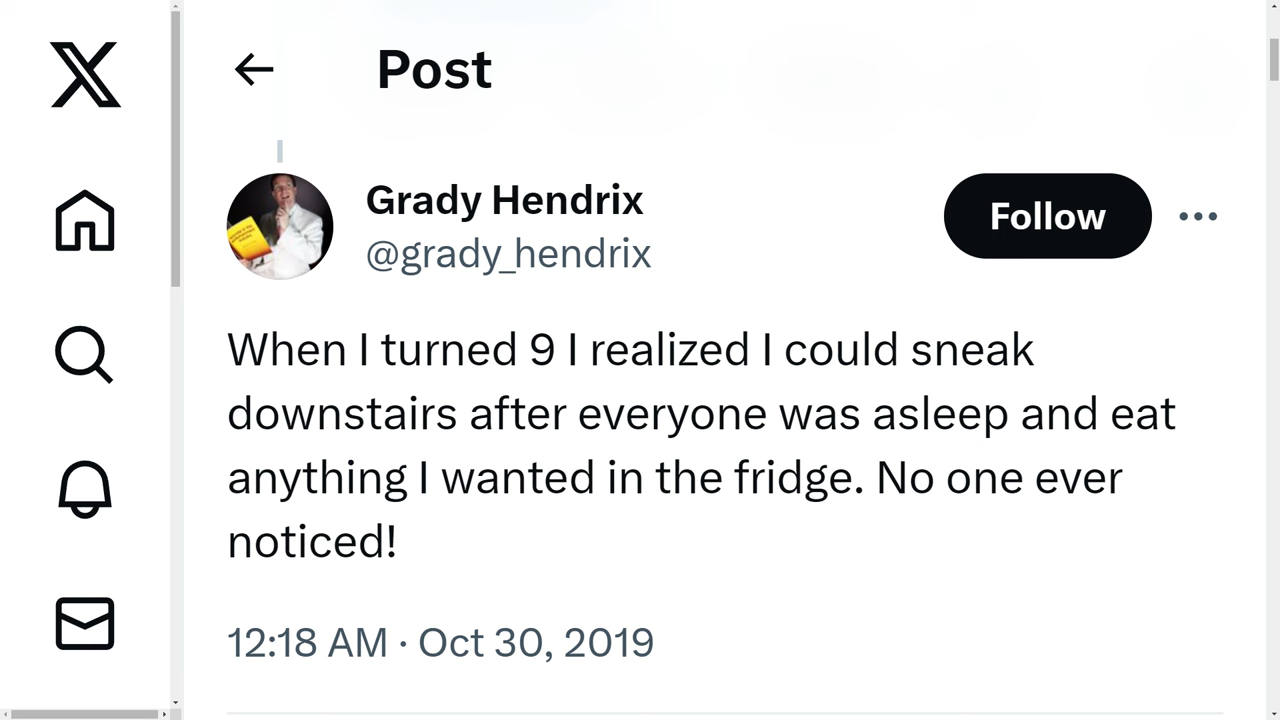 Post
Grady Hendrix
@grady_hendrix
Follow
When I turned 9 I realized I could sneak
downstairs after everyone was asleep and eat
anything I wanted in the fridge. No one ever
noticed!
12:18 AM · Oct 30, 2019